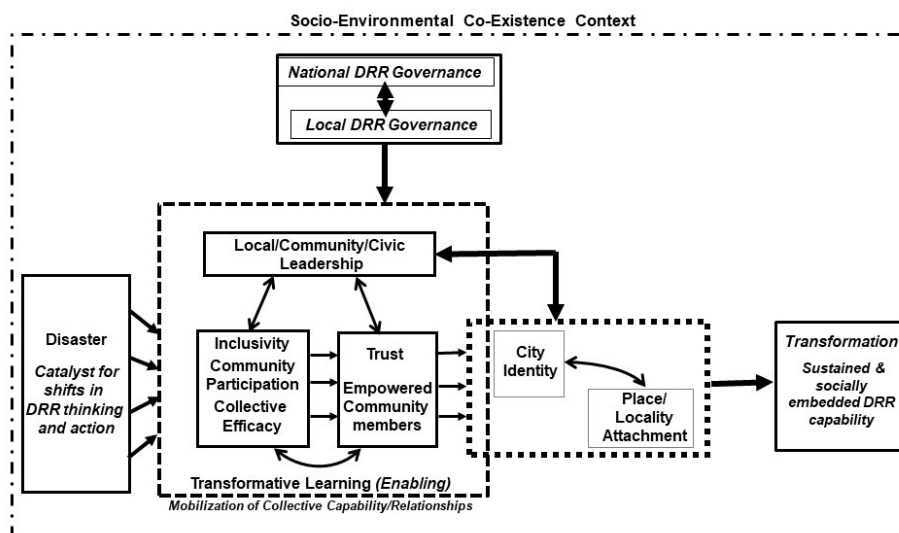 Socio-Environmental Co-Existence Context
National DRR Governance
Local DRR Governance
Local/Community/Civic
Leadership
Disaster
Catalyst for
shifts in
DRR thinking
and action
Inclusivity
Community
Participation
Collective
Efficacy
Trust
Empowered
Community
members
Transformative Learning (Enabling)
Mobilization of Collective Capability/Relationships
City
Identity
Place/
Locality
Attachment
Transformation
Sustained &
socially
embedded DRR
capability